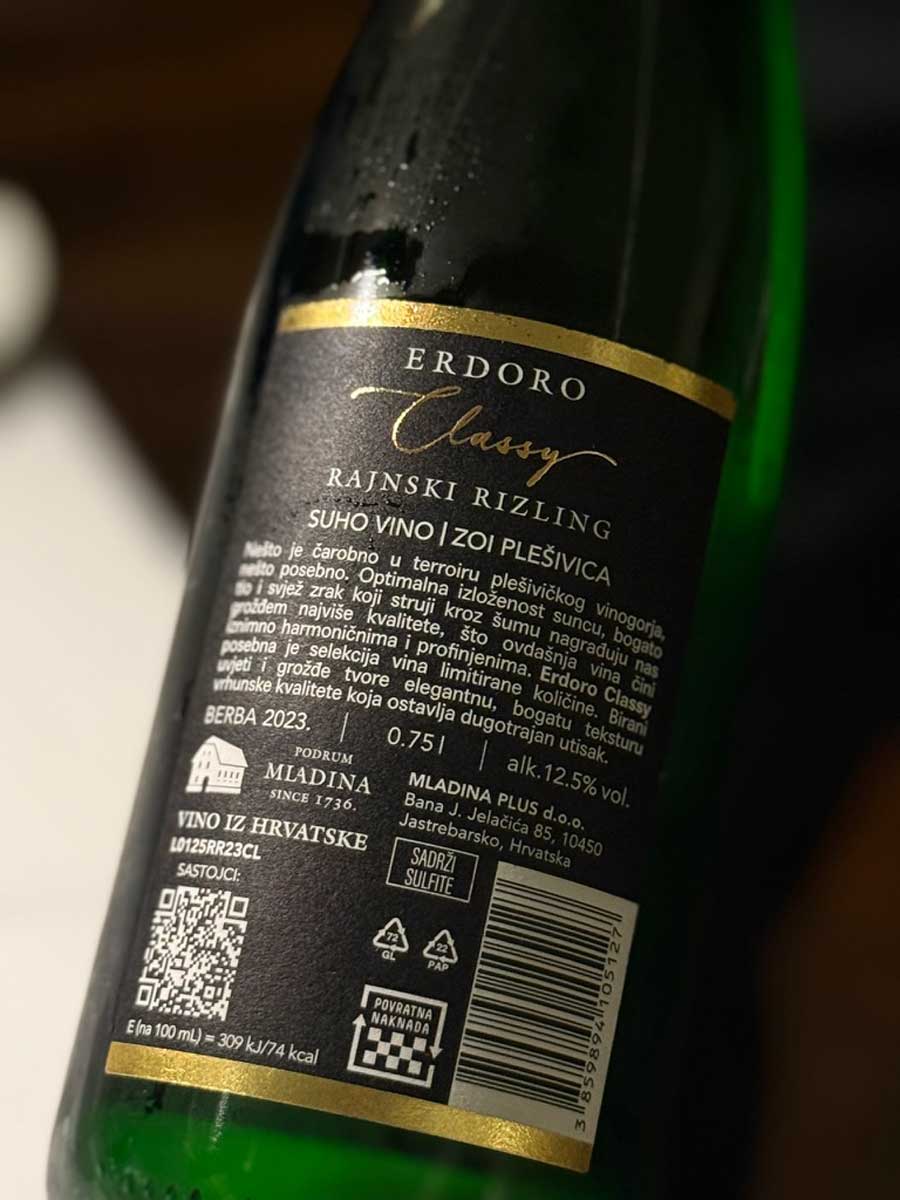 ERDORO
Classy
RAJNSKI RIZLING
SUHO VINO | ZOI PLEŠIVICA
Nešto je čarobno u terroiru plešivičkog vinogorja,
nešto posebno. Optimalna izloženost suncu, bogato
tlo i svjež zrak koji struji kroz šumu nagrađuju nas
grožđem najviše kvalitete, što ovdašnja vina čini
iznimno harmoničnima i profinjenima. Erdoro Classy
posebna je selekcija vina limitirane količine. Birani
uvjeti i grožđe tvore elegantnu, bogatu teksturu
vrhunske kvalitete koja ostavlja dugotrajan utisak.
BERBA 2023. | 0.75 l | alk.12.5% vol.
PODRUM
MLADINA
SINCE 1736.
MLADINA PLUS d.o.o.
Bana J. Jelačića 85, 10450
Jastrebarsko, Hrvatska
VINO IZ HRVATSKE
L0125RR23CL
SASTOJCI:
SADRŽI
SULFITE
72
GL
22
PAP
POVRATNA
NAKNADA
E (na 100 mL) = 309 kJ/74 kcal
3 859894 105127